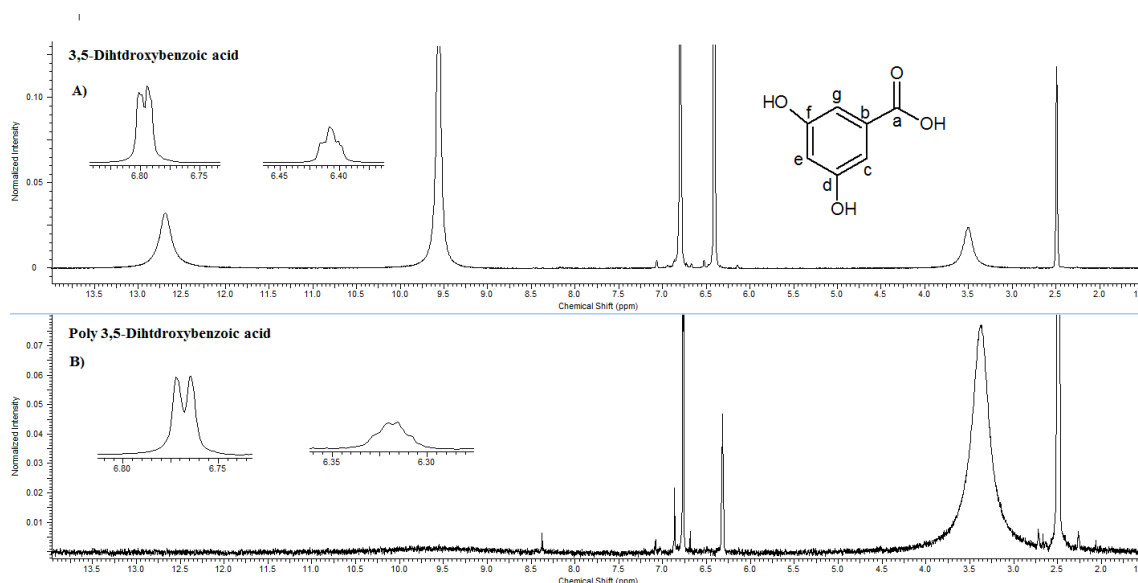 3,5-Dihtdroxybenzoic acid
A)
Normalized Intensity
0.10
0.05
0
6.80 6.75
6.45 6.40
O
HO g
f b a OH
e c
d
OH
13.5 13.0 12.5 12.0 11.5 11.0 10.5 10.0 9.5 9.0 8.5 8.0 7.5 7.0 6.5 6.0 5.5 5.0 4.5 4.0 3.5 3.0 2.5 2.0 1.5
Chemical Shift (ppm)
Poly 3,5-Dihtdroxybenzoic acid
B)
Normalized Intensity
0.07
0.06
0.05
0.04
0.03
0.02
0.01
6.80 6.75
6.35 6.30
13.5 13.0 12.5 12.0 11.5 11.0 10.5 10.0 9.5 9.0 8.5 8.0 7.5 7.0 6.5 6.0 5.5 5.0 4.5 4.0 3.5 3.0 2.5 2.0 1.5
Chemical Shift (ppm)